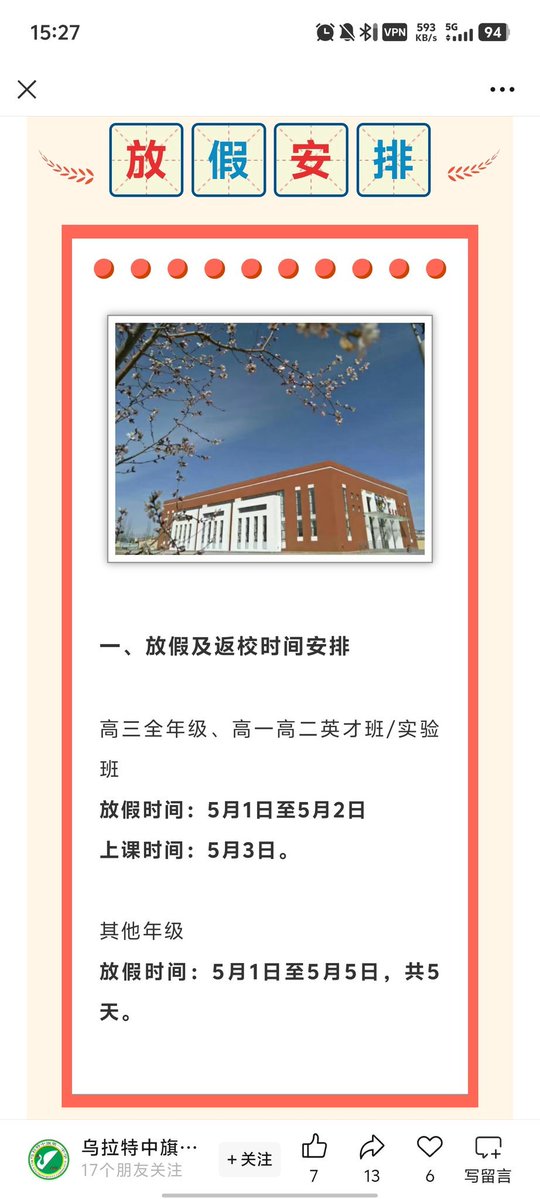 15:27
VPN
593
KB/s
5G
94
放假安排
一、放假及返校时间安排
高三全年级、高一高二英才班/实验
班
放假时间：5月1日至5月2日
上课时间：5月3日。
其他年级
放假时间：5月1日至5月5日，共5
天。
乌拉特中旗…
17个朋友关注
+关注
7
13
6
写留言